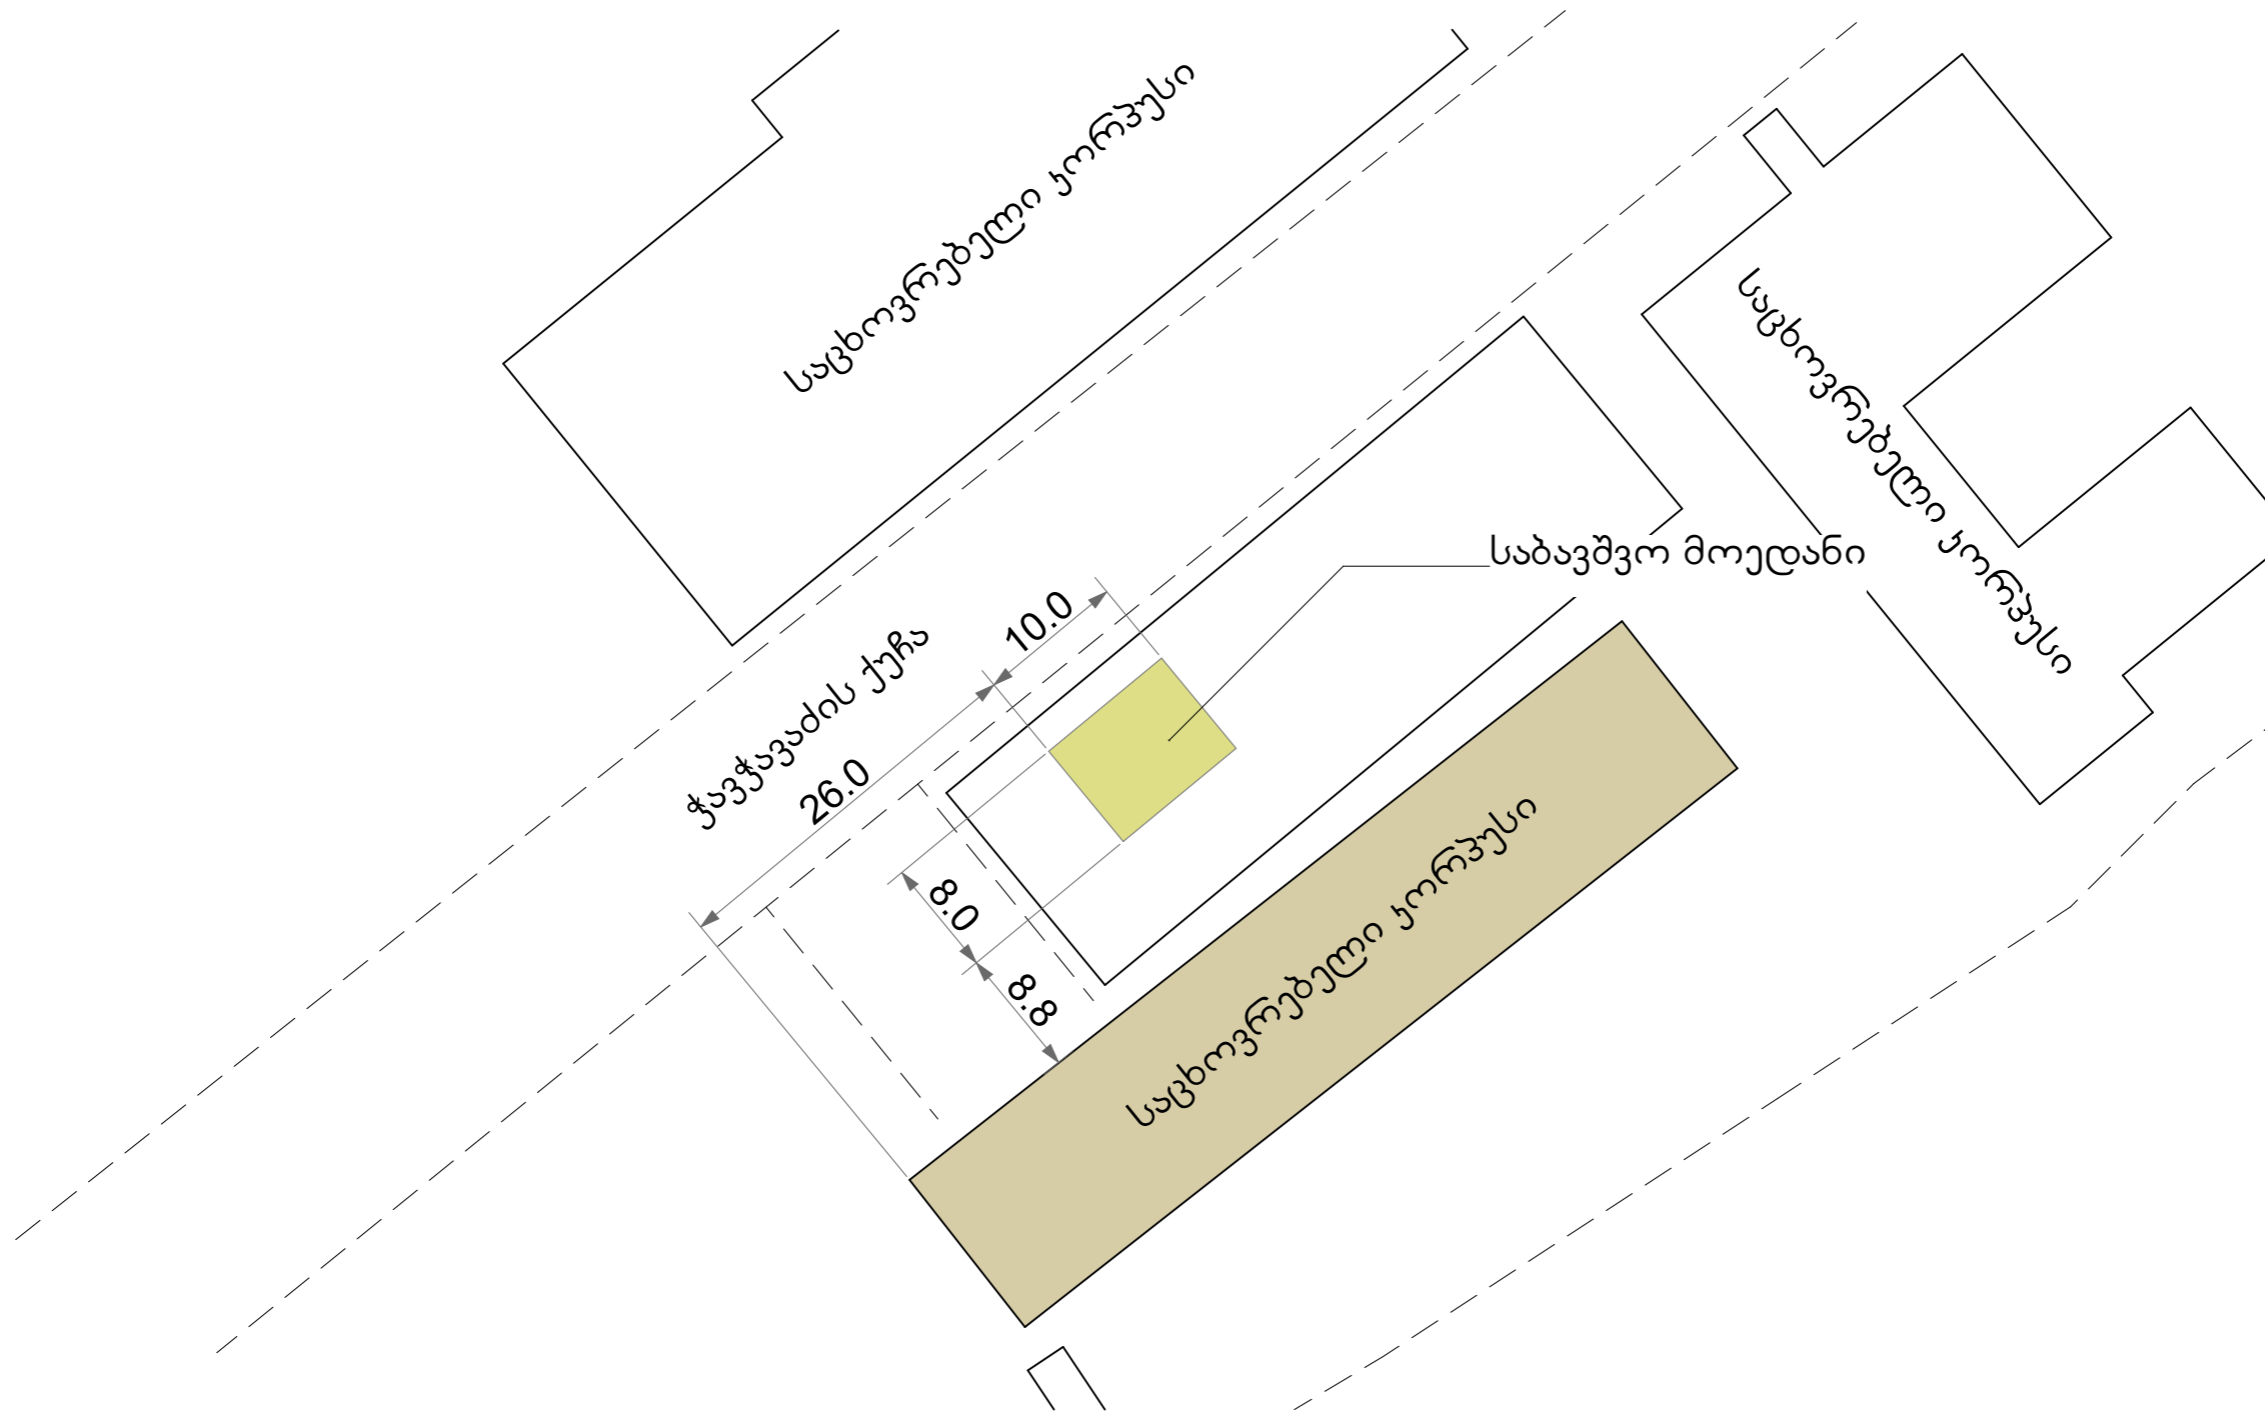 საცხოვრებელი კორპუსი
საცხოვრებელი კორპუსი
საბავშვო მოედანი
10.0
ჭავჭავაძის ქუჩა
26.0
8.0
8.8
საცხოვრებელი კორპუსი